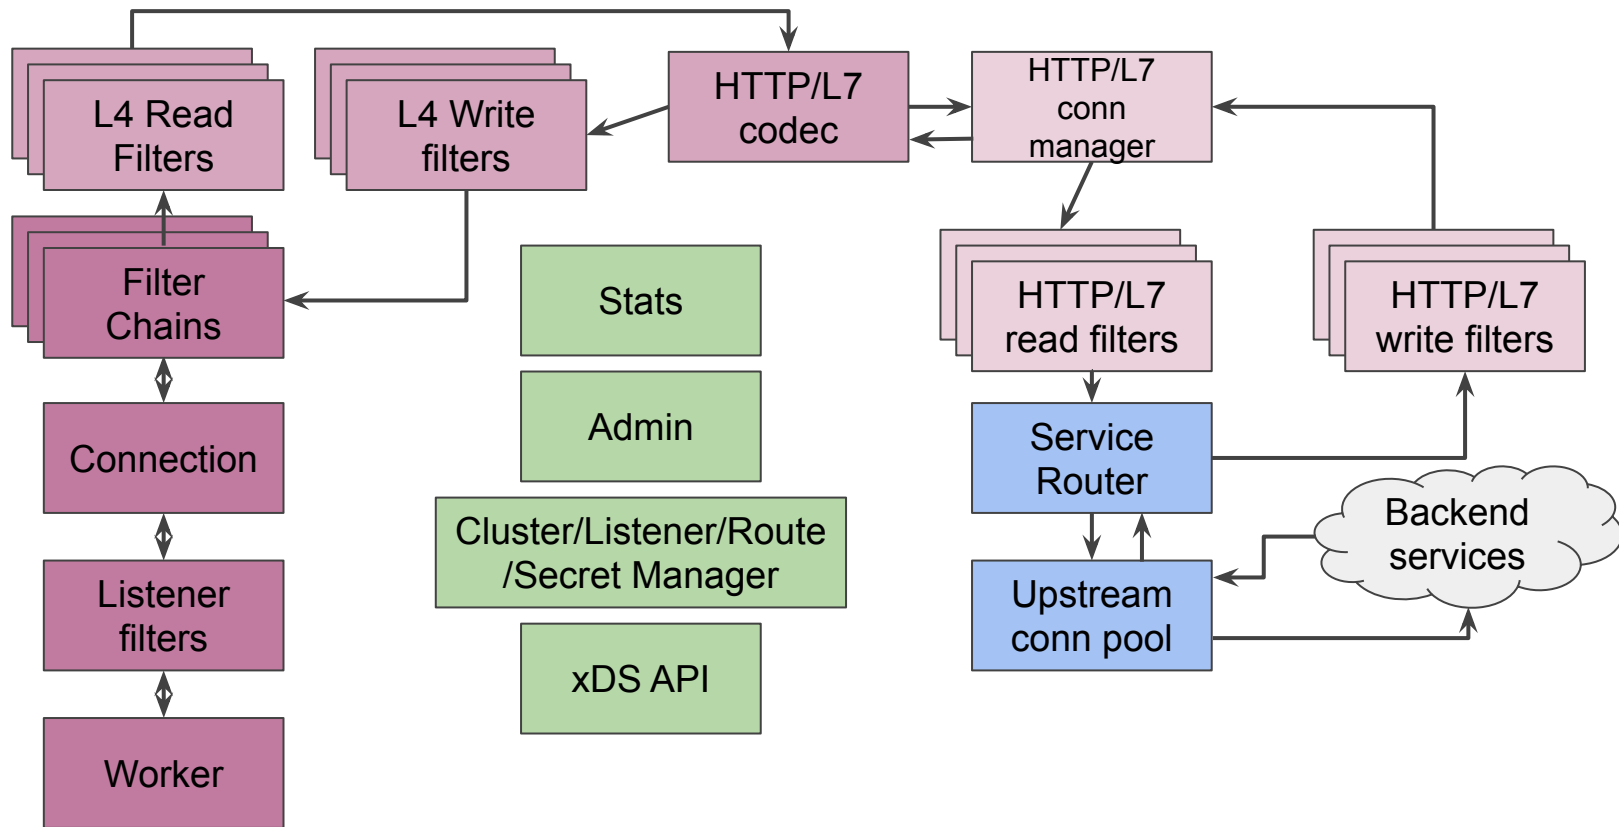 L4 Read
Filters
L4 Write
filters
HTTP/L7
codec
HTTP/L7
conn
manager
Filter
Chains
Stats
HTTP/L7
read filters
HTTP/L7
write filters
Connection
Admin
Service
Router
Backend
services
Cluster/Listener/Route
/Secret Manager
Listener
filters
Upstream
conn pool
xDS API
Worker